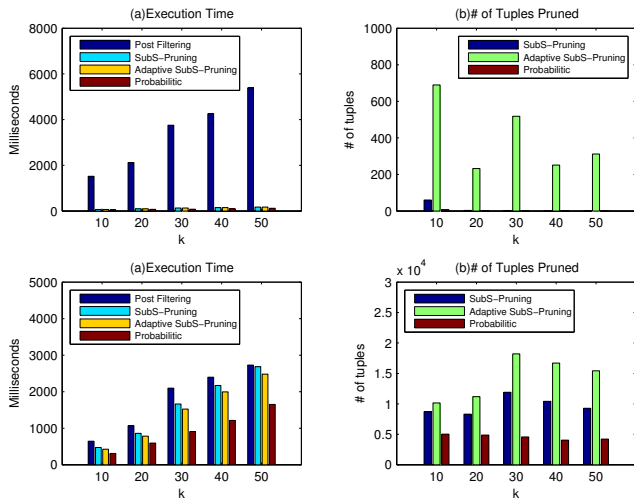 (a)Execution Time
8000
6000
4000
2000
0
Milliseconds
Post Filtering
SubS-Pruning
Adaptive SubS-Pruning
Probabilitic
10 20 30 40 50
k
(b)# of Tuples Pruned
1000
800
600
400
200
0
# of tuples
SubS-Pruning
Adaptive SubS-Pruning
Probabilitic
10 20 30 40 50
k
(a)Execution Time
5000
4000
3000
2000
1000
0
Milliseconds
Post Filtering
SubS-Pruning
Adaptive SubS-Pruning
Probabilitic
10 20 30 40 50
k
(b)# of Tuples Pruned
x 10^4
3
2.5
2
1.5
1
0.5
0
# of tuples
SubS-Pruning
Adaptive SubS-Pruning
Probabilitic
10 20 30 40 50
k